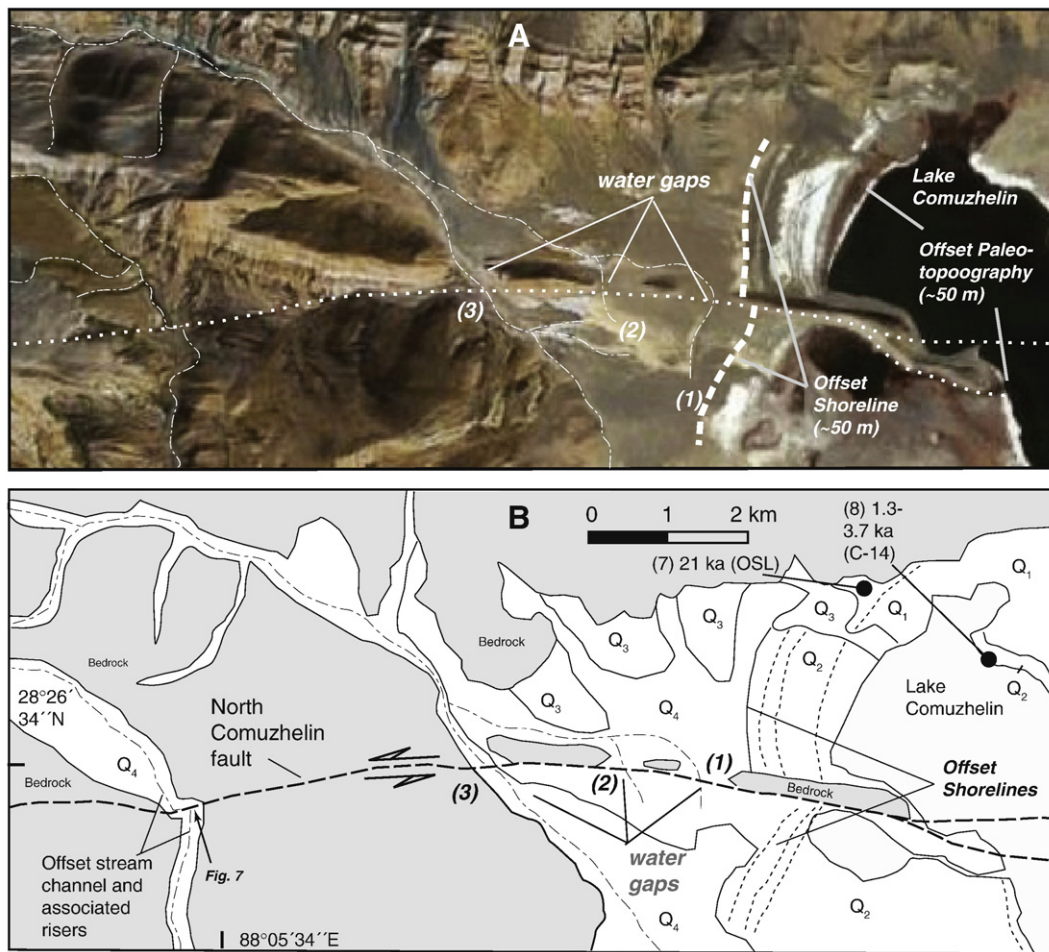 A
water gaps
Lake
Comuzhelin
Offset Paleo-
topoography
(~50 m)
(3)
(2)
(1)
Offset
Shoreline
(~50 m)
B
0 1 2 km
(7) 21 ka (OSL)
(8) 1.3-
3.7 ka
(C-14)
Q1
Q3
Q3
Q1
Bedrock
Q3
Q2
Q2
Bedrock
28°26
34´´N
North
Comuzhelin
fault
Q3
Q4
Lake
Comuzhelin
Q4
Bedrock
(3)
(2)
(1)
Bedrock
Offset
Shorelines
Offset stream
channel and
associated
risers
Fig. 7
water
gaps
Q4
Q2
88°05´34´´E